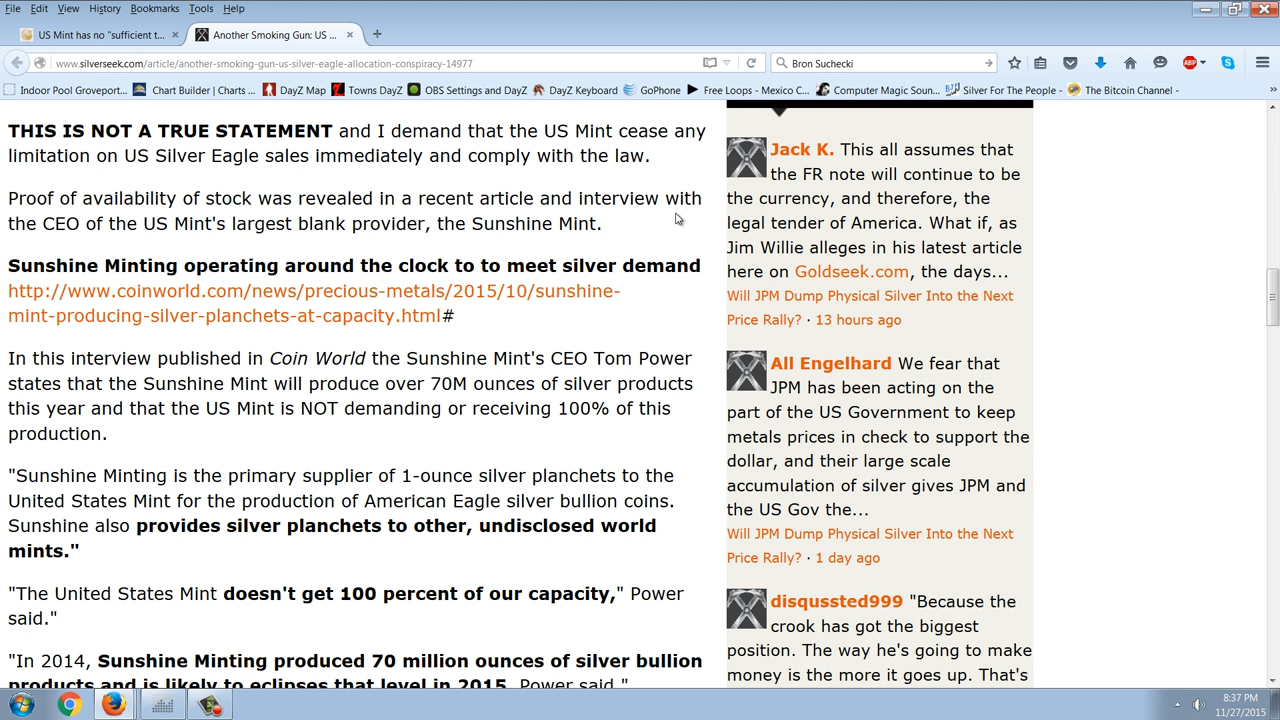 File Edit View History Bookmarks Tools Help
US Mint has no "sufficient t... × Another Smoking Gun: US ... × +
www.silverseek.com/article/another-smoking-gun-us-silver-eagle-allocation-conspiracy-14977 Bron Suchecki ABP
Indoor Pool Groveport... Chart Builder | Charts ... DayZ Map Towns DayZ OBS Settings and DayZ DayZ Keyboard GoPhone Free Loops - Mexico C... Computer Magic Soun... Silver For The People - The Bitcoin Channel - »
THIS IS NOT A TRUE STATEMENT and I demand that the US Mint cease any
limitation on US Silver Eagle sales immediately and comply with the law.
Proof of availability of stock was revealed in a recent article and interview with
the CEO of the US Mint's largest blank provider, the Sunshine Mint.
Sunshine Minting operating around the clock to to meet silver demand
http://www.coinworld.com/news/precious-metals/2015/10/sunshine-
mint-producing-silver-planchets-at-capacity.html#
In this interview published in Coin World the Sunshine Mint's CEO Tom Power
states that the Sunshine Mint will produce over 70M ounces of silver products
this year and that the US Mint is NOT demanding or receiving 100% of this
production.
"Sunshine Minting is the primary supplier of 1-ounce silver planchets to the
United States Mint for the production of American Eagle silver bullion coins.
Sunshine also provides silver planchets to other, undisclosed world
mints."
"The United States Mint doesn't get 100 percent of our capacity," Power
said."
"In 2014, Sunshine Minting produced 70 million ounces of silver bullion
products and is likely to eclipses that level in 2015, Power said."
Jack K. This all assumes that
the FR note will continue to be
the currency, and therefore, the
legal tender of America. What if, as
Jim Willie alleges in his latest article
here on Goldseek.com, the days...
Will JPM Dump Physical Silver Into the Next
Price Rally? · 13 hours ago
All Engelhard We fear that
JPM has been acting on the
part of the US Government to keep
metals prices in check to support the
dollar, and their large scale
accumulation of silver gives JPM and
the US Gov the...
Will JPM Dump Physical Silver Into the Next
Price Rally? · 1 day ago
disqussted999 "Because the
crook has got the biggest
position. The way he's going to make
money is the more it goes up. That's
8:37 PM
11/27/2015